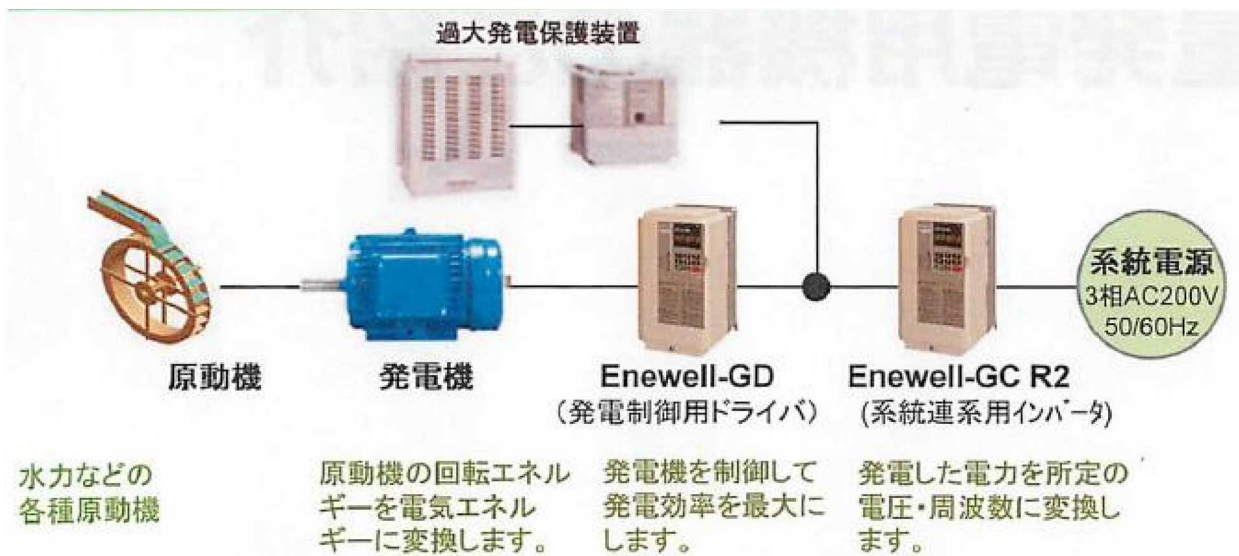 過大発電保護装置
系統電源
3相AC200V
50/60Hz
原動機
発電機
Enewell-GD
(発電制御用ドライバ)
Enewell-GC R2
(系統連系用インバータ)
水力などの
各種原動機
原動機の回転エネル
ギーを電気エネル
ギーに変換します。
発電機を制御して
発電効率を最大に
します。
発電した電力を所定の
電圧・周波数に変換し
ます。